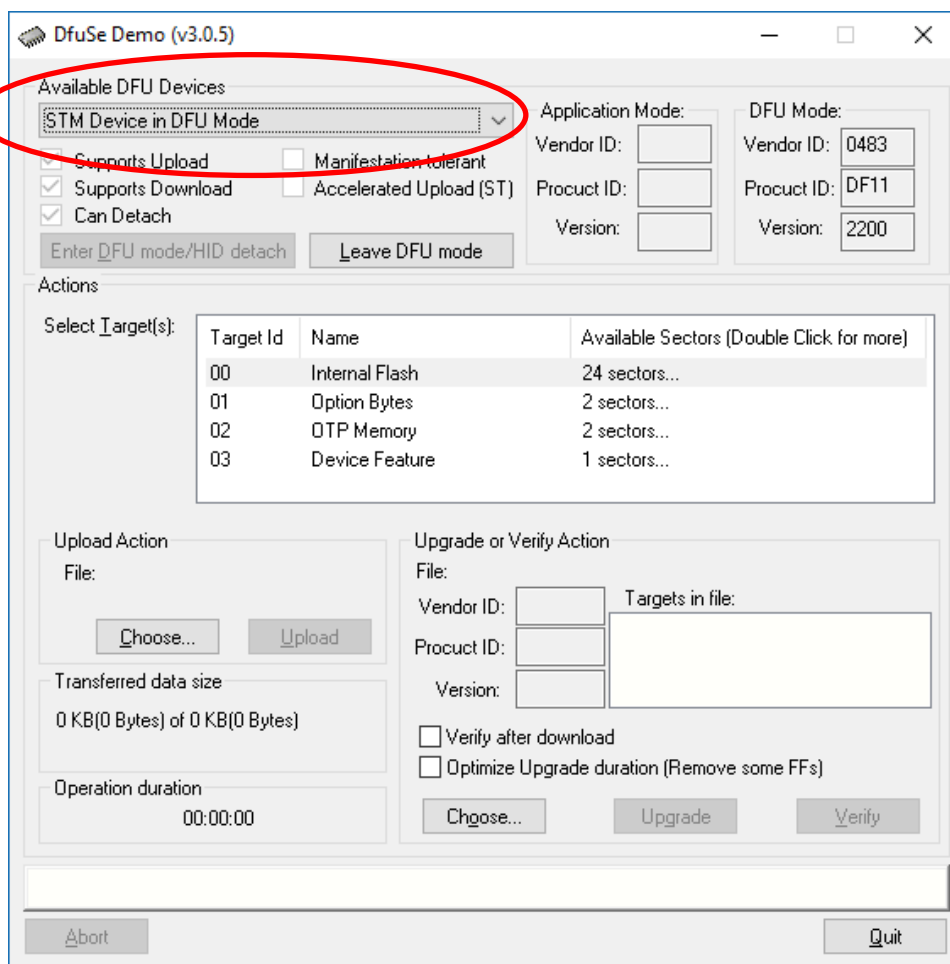 DfuSe Demo (v3.0.5)
Available DFU Devices
STM Device in DFU Mode
Supports Upload
Manifestation tolerant
Supports Download
Accelerated Upload (ST)
Can Detach
Enter DFU mode/HID detach
Leave DFU mode
Application Mode:
Vendor ID:
Procuct ID:
Version:
DFU Mode:
Vendor ID: 0483
Procuct ID: DF11
Version: 2200
Actions
Select Target(s):
Target Id Name Available Sectors (Double Click for more)
00 Internal Flash 24 sectors...
01 Option Bytes 2 sectors...
02 OTP Memory 2 sectors...
03 Device Feature 1 sectors...
Upload Action
File:
Choose...
Upload
Transferred data size
0 KB(0 Bytes) of 0 KB(0 Bytes)
Operation duration
00:00:00
Upgrade or Verify Action
File:
Vendor ID:
Procuct ID:
Version:
Targets in file:
Verify after download
Optimize Upgrade duration (Remove some FFs)
Choose...
Upgrade
Verify
Abort
Quit